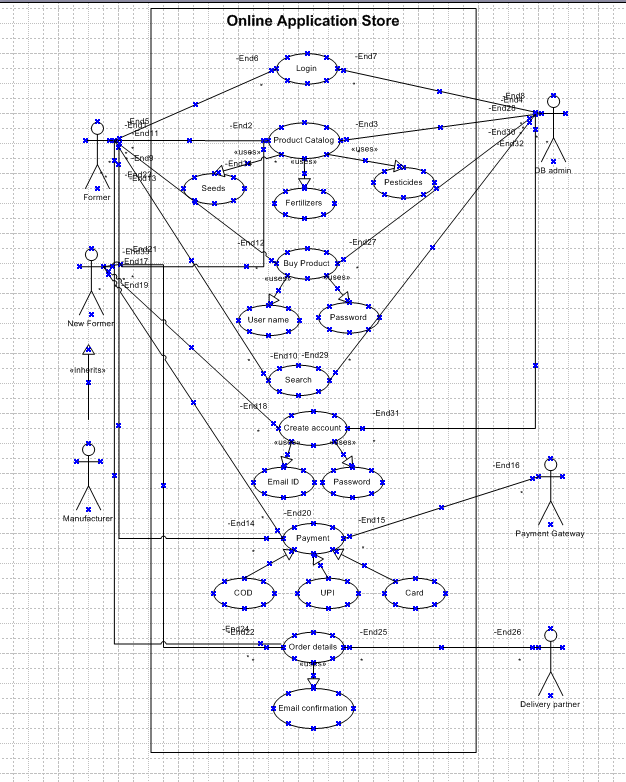 Online Application Store
-End6
-End7
Login
-End8
-End4
-End28
-End5
-End11
-End2
-End3
Product Catalog
-End30
-End32
«uses»
«uses»
«uses»
-End9
Seeds
Pesticides
Former
DB admin
Fertilizers
-End12
-End27
-End21
-End17
-End19
Buy Product
«uses»
«uses»
User name
Password
New Former
-End10
-End29
«inherits»
Search
-End18
-End31
Create account
«uses»
«uses»
-End16
Email ID
Password
Manufacturer
-End20
-End14
-End15
Payment
Payment Gateway
COD
UPI
Card
-End24
-End22
-End25
-End26
Order details
«uses»
Delivery partner
Email confirmation